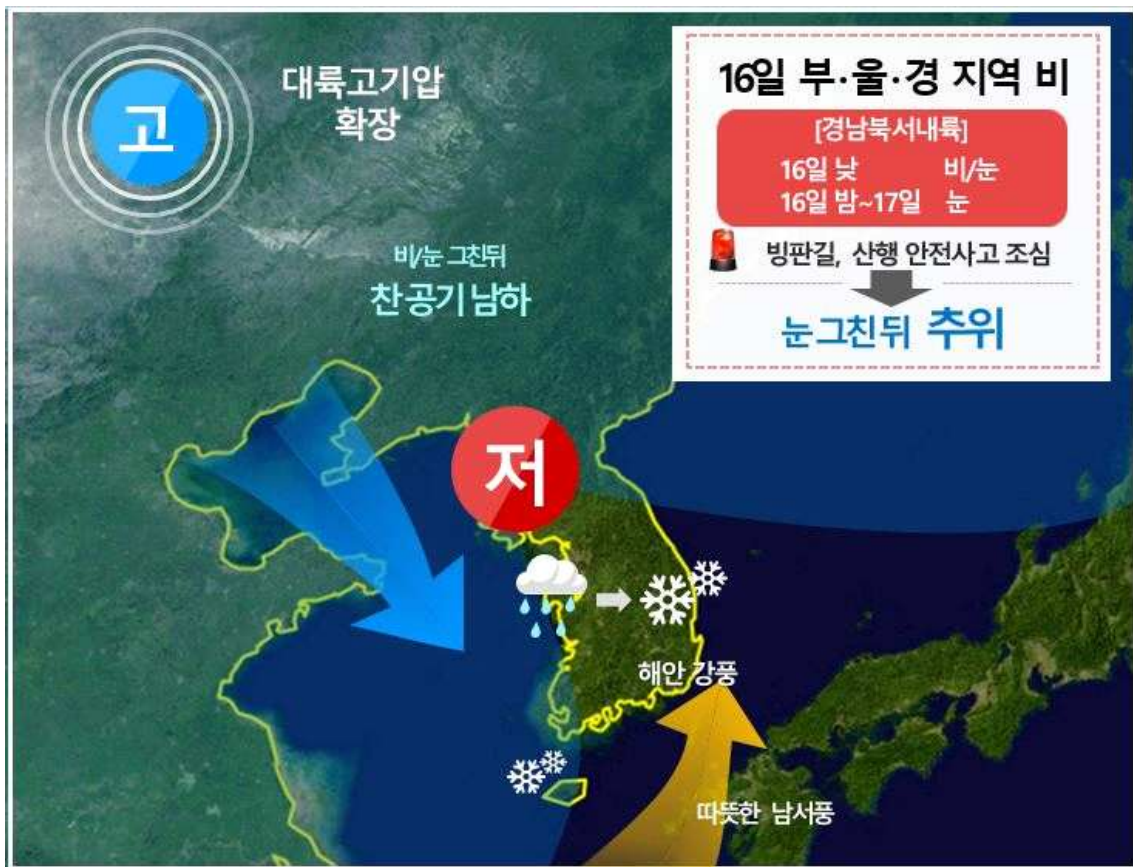 고
대륙고기압
확장
16일 부·울·경 지역 비
[경남북서내륙]
16일 낮 비/눈
16일 밤~17일 눈
빙판길, 산행 안전사고 조심
눈 그친 뒤 추위
비/눈 그친뒤
찬 공기 남하
저
해안 강풍
따뜻한 남서풍